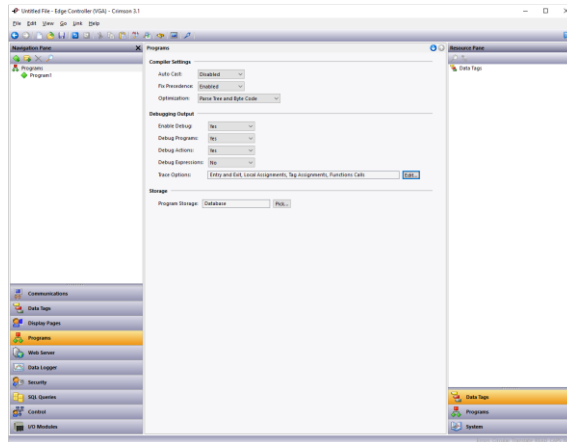 Untitled File - Edge Controller (VGA) - Crimson 3.1
File Edit View Go Link Help
Navigation Pane
Programs
Program1
Communications
Data Tags
Display Pages
Programs
Web Server
Data Logger
Security
SQL Queries
Control
I/O Modules
Programs
Compiler Settings
Auto Cast: Disabled
Fix Precedence: Enabled
Optimization: Parse Tree and Byte Code
Debugging Output
Enable Debug: Yes
Debug Programs: Yes
Debug Actions: Yes
Debug Expressions: No
Trace Options: Entry and Exit, Local Assignments, Tag Assignments, Functions Calls Edit...
Storage
Program Storage: Database Pick...
Resource Pane
Data Tags
Data Tags
Programs
System